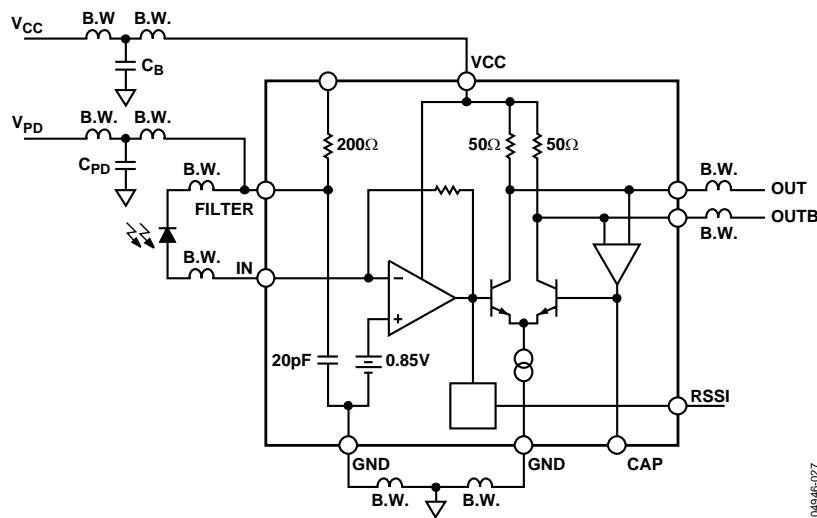 B.W B.W.
VCC
CB
VCC
VPD
B.W. B.W.
200Ω
50Ω 50Ω
CPD
B.W.
B.W.
OUT
FILTER
OUTB
B.W.
B.W. IN
−
+
20pF
0.85V
RSSI
GND
GND
CAP
B.W. B.W.
04946-027